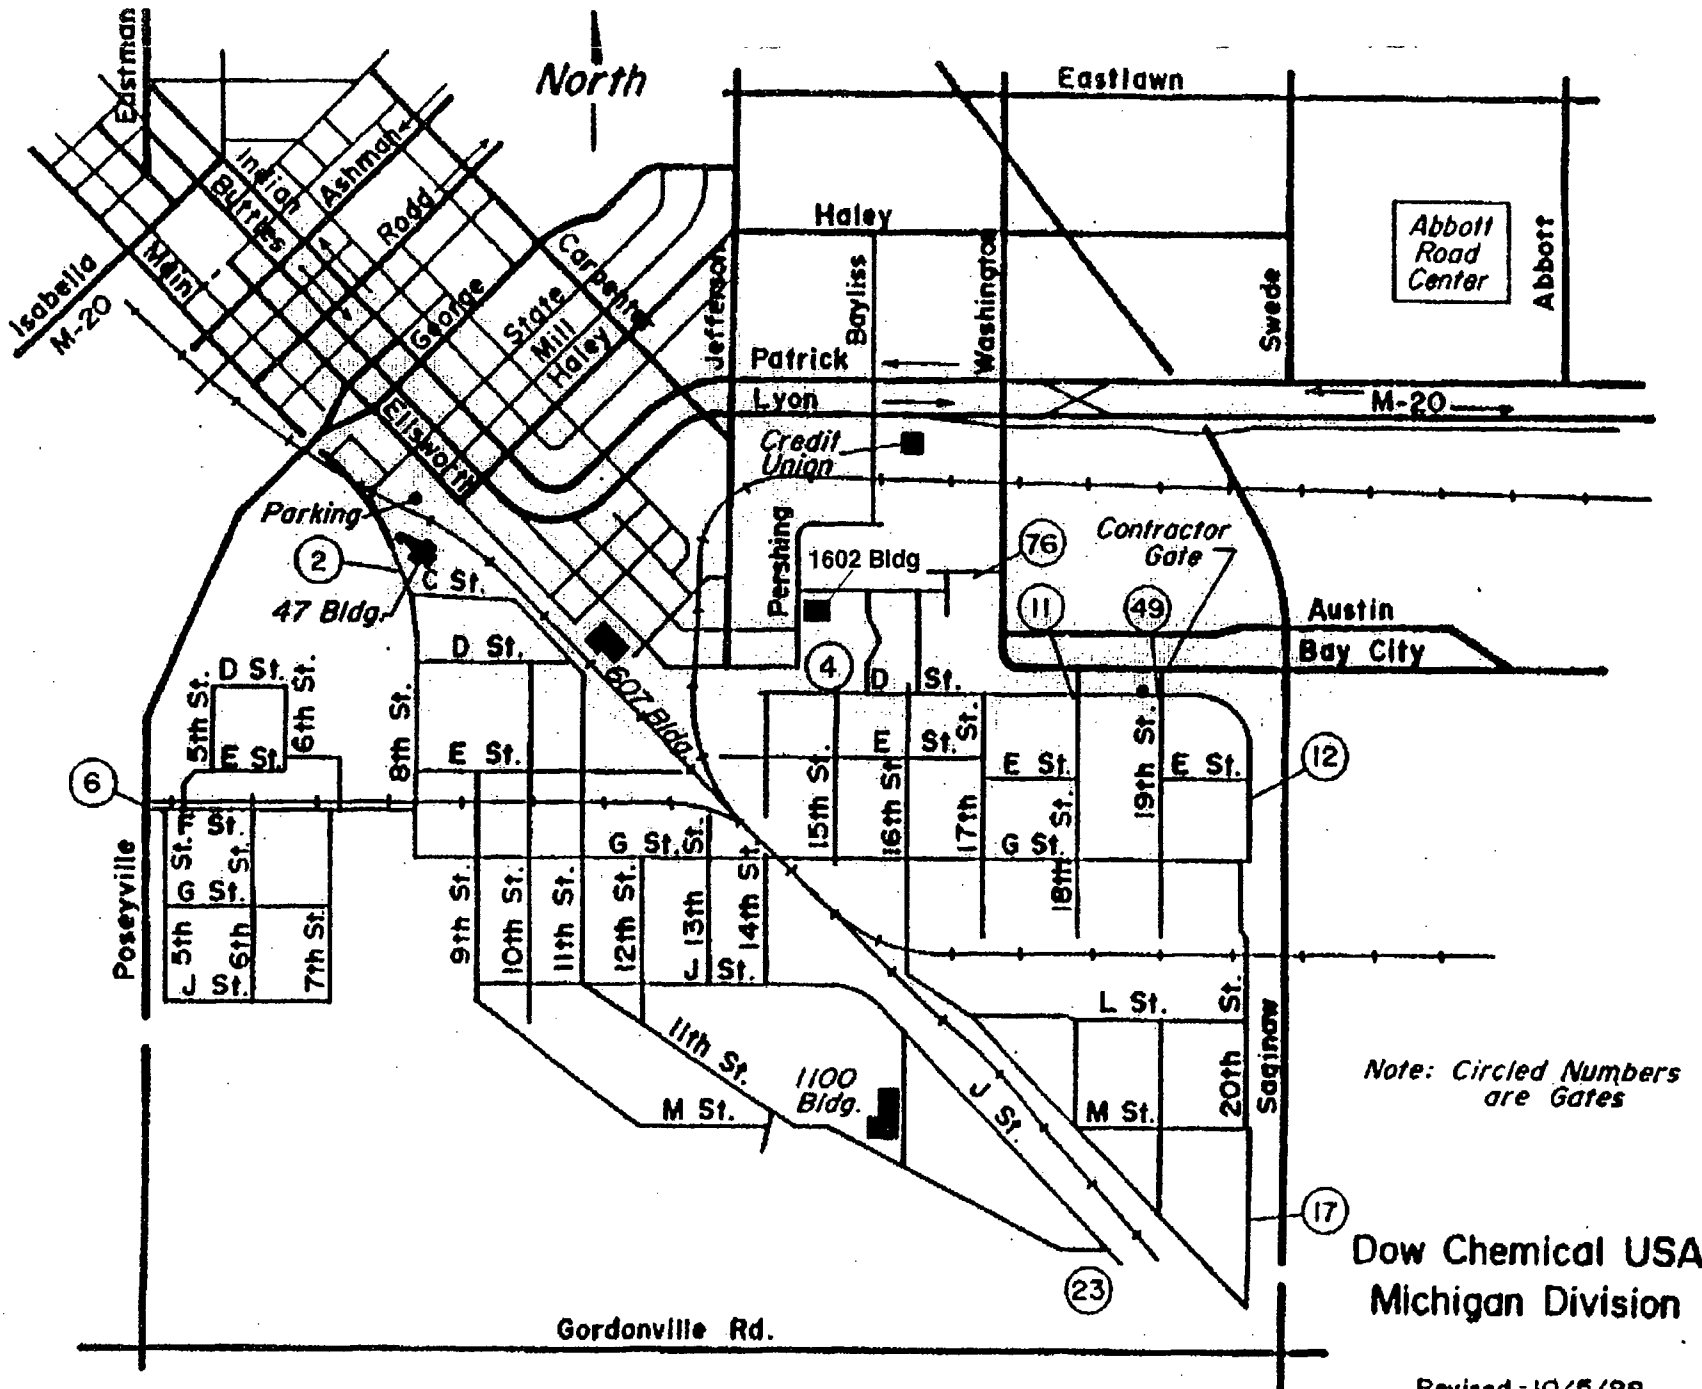 Eastman
North
Eastlawn
Indian
Ashman
Buttles
Rodd
Haley
Abbott
Road
Center
Abbott
Main
Carpenter
Isabella
M-20
George
State
Mill
Haley
Jefferson
Bayliss
Washington
Swede
Patrick
Lyon
M-20
Ellsworth
Credit
Union
Parking
Pershing
Contractor
Gate
76
2
1602 Bldg
C St.
47 Bldg.
11
49
Austin
Bay City
D St.
4
607 Bldg.
D St.
D St.
5th St.
6th St.
8th St.
E St.
E St.
E St.
17th St.
E St.
19th St.
E St.
12
6
15th St.
16th St.
18th St.
F St.
G St.
G St.
Poseyville
G St.
5th St.
6th St.
7th St.
J St.
9th St.
10th St.
11th St.
12th St.
13th St.
14th St.
J St.
L St.
20th St.
Saginaw
11th St.
1100
Bldg.
M St.
J St.
M St.
Note: Circled Numbers
are Gates
17
23
Dow Chemical USA
Michigan Division
Gordonville Rd.